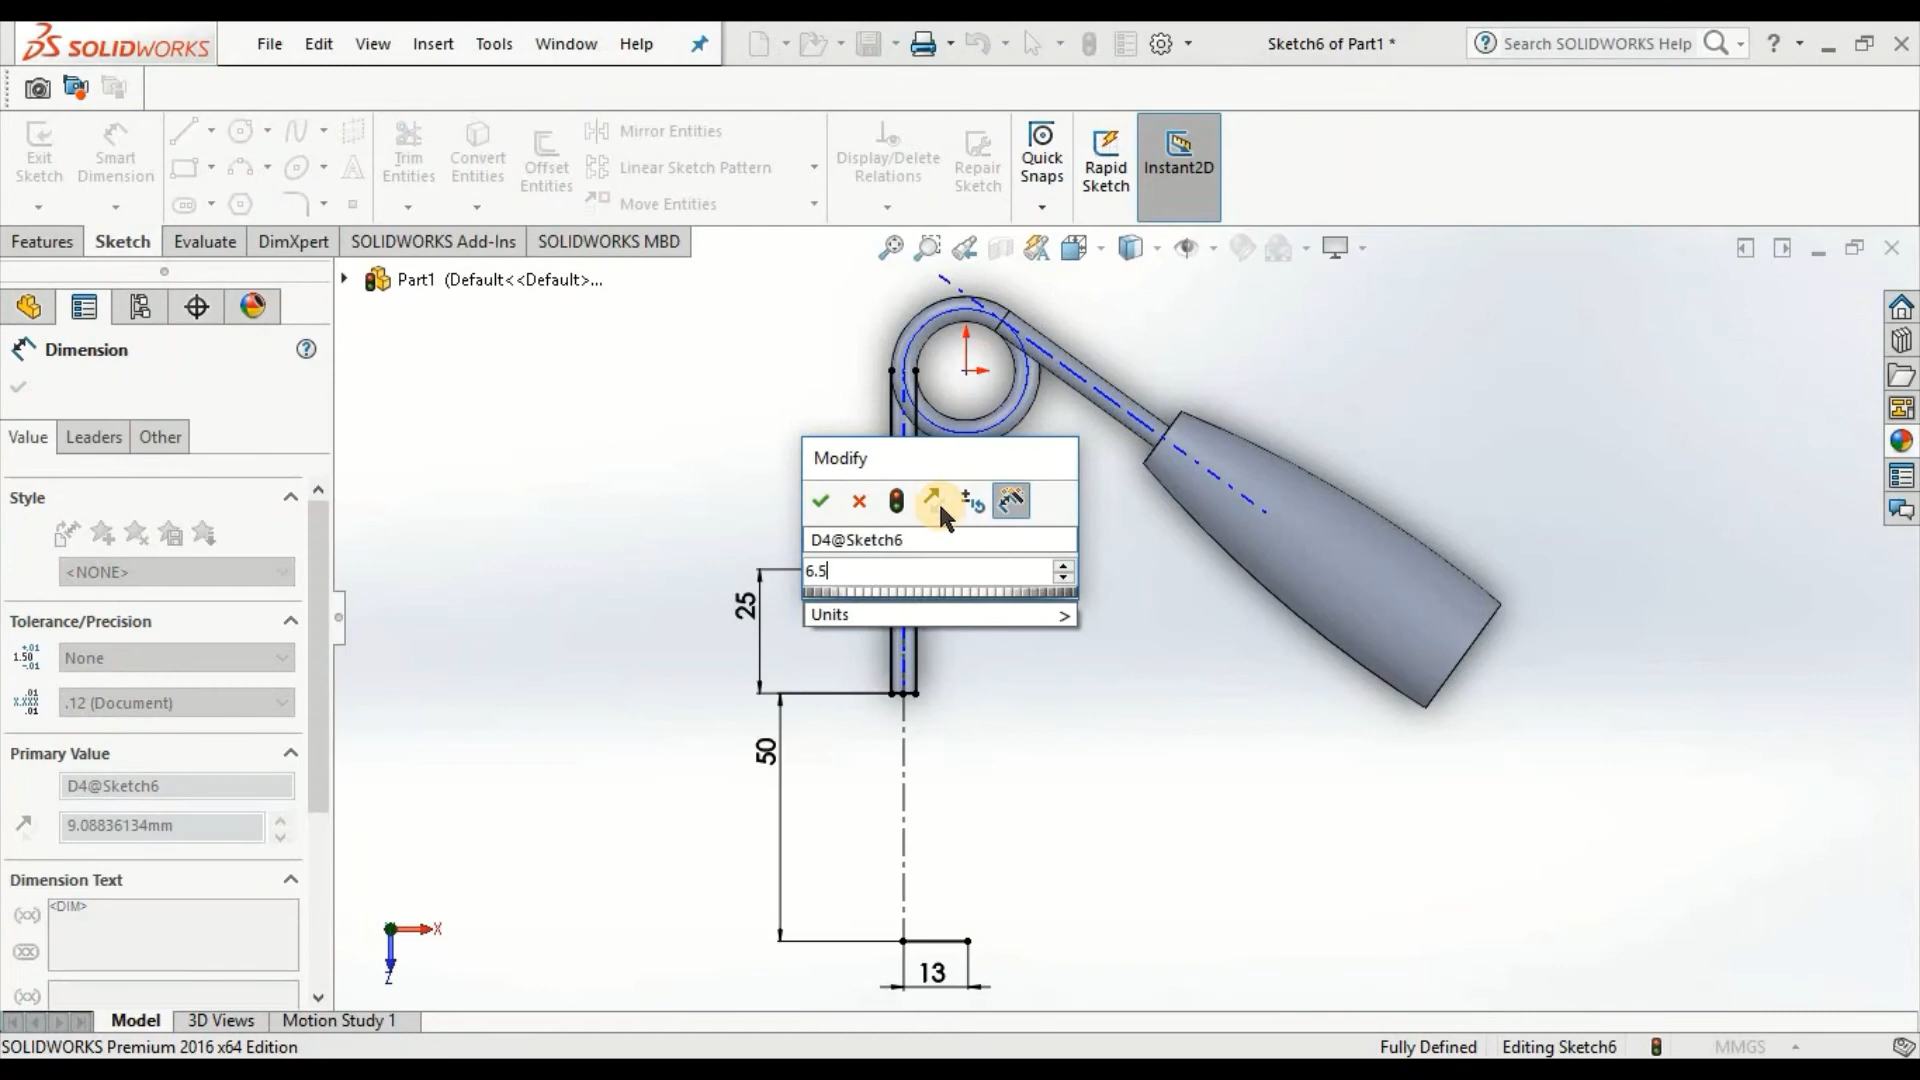 SOLIDWORKS File Edit View Insert Tools Window Help Sketch6 of Part1 * Search SOLIDWORKS Help ?
Exit Sketch
Smart Dimension
Trim Entities
Convert Entities
Offset Entities
Mirror Entities
Linear Sketch Pattern
Move Entities
Display/Delete Relations
Repair Sketch
Quick Snaps
Rapid Sketch
Instant2D
Features Sketch Evaluate DimXpert SOLIDWORKS Add-Ins SOLIDWORKS MBD
Part1 (Default<<Default>...
Dimension
Value Leaders Other
Style
<NONE>
Tolerance/Precision
None
.12 (Document)
Primary Value
D4@Sketch6
9.08836134mm
Dimension Text
<DIM>
Modify
D4@Sketch6
6.5
Units >
25
50
13
X
Z
Model 3D Views Motion Study 1
SOLIDWORKS Premium 2016 x64 Edition Fully Defined Editing Sketch6 MMGS